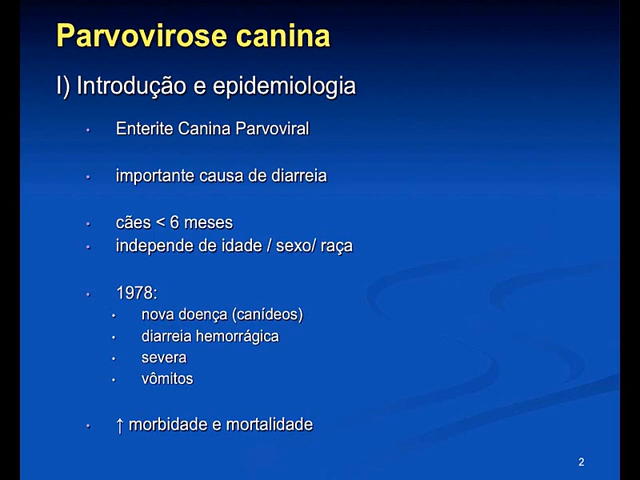 Parvovirose canina
I) Introdução e epidemiologia
• Enterite Canina Parvoviral
• importante causa de diarreia
• cães < 6 meses
• independe de idade / sexo/ raça
• 1978:
• nova doença (canídeos)
• diarreia hemorrágica
• severa
• vômitos
• ↑ morbidade e mortalidade
2